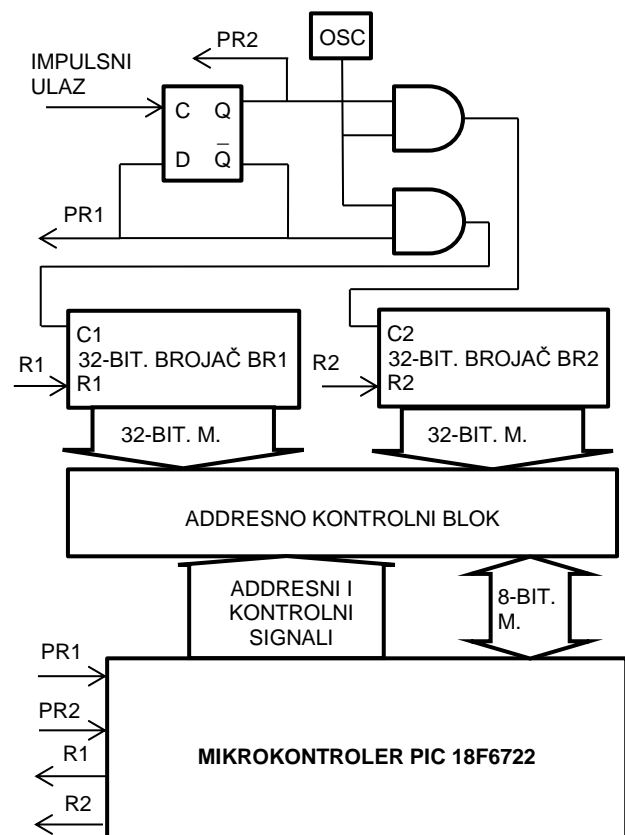 OSC
PR2
IMPULSNI
ULAZ
C Q
D Q̅
PR1
C1
32-BIT. BROJAČ BR1
R1
R1
C2
32-BIT. BROJAČ BR2
R2
R2
32-BIT. M.
32-BIT. M.
ADDRESNO KONTROLNI BLOK
ADDRESNI I
KONTROLNI
SIGNALI
8-BIT.
M.
PR1
PR2
R1
R2
MIKROKONTROLER PIC 18F6722